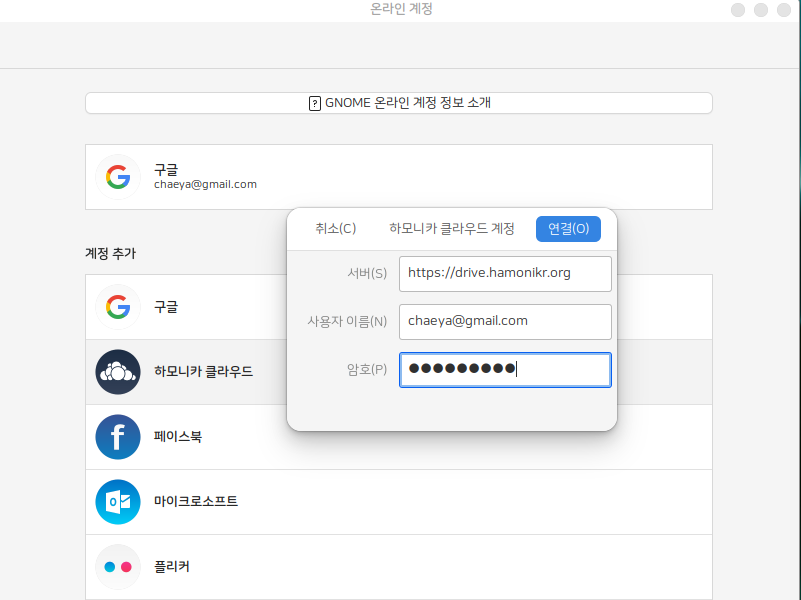 온라인 계정
? GNOME 온라인 계정 정보 소개
구글
chaeya@gmail.com
취소(C) 하모니카 클라우드 계정 연결(O)
서버(S) https://drive.hamonikr.org
사용자 이름(N) chaeya@gmail.com
암호(P) ●●●●●●●●●
계정 추가
구글
하모니카 클라우드
페이스북
마이크로소프트
플리커